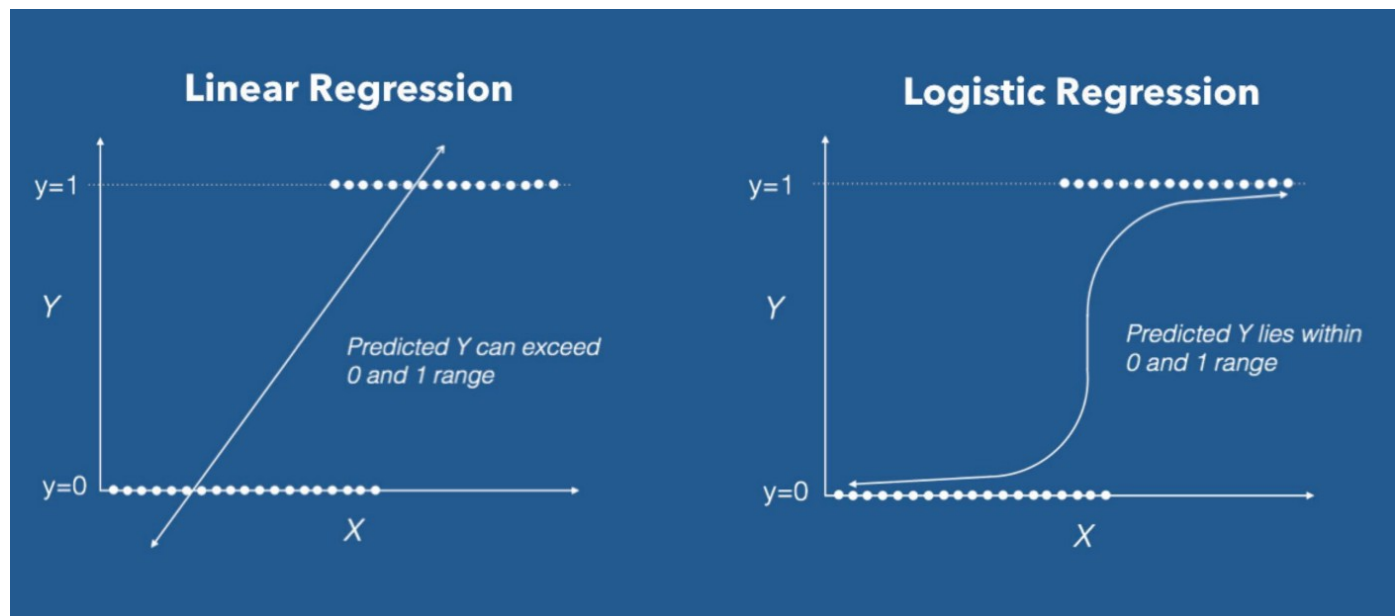 Linear Regression
y=1
Y
Predicted Y can exceed
0 and 1 range
y=0
X
Logistic Regression
y=1
Y
Predicted Y lies within
0 and 1 range
y=0
X